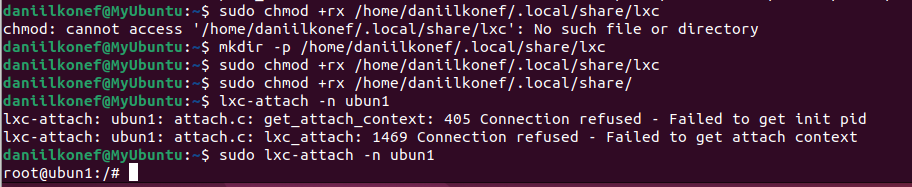 daniilkonef@MyUbuntu:~$ sudo chmod +rx /home/daniilkonef/.local/share/lxc
chmod: cannot access '/home/daniilkonef/.local/share/lxc': No such file or directory
daniilkonef@MyUbuntu:~$ mkdir -p /home/daniilkonef/.local/share/lxc
daniilkonef@MyUbuntu:~$ sudo chmod +rx /home/daniilkonef/.local/share/lxc
daniilkonef@MyUbuntu:~$ sudo chmod +rx /home/daniilkonef/.local/share/
daniilkonef@MyUbuntu:~$ lxc-attach -n ubun1
lxc-attach: ubun1: attach.c: get_attach_context: 405 Connection refused - Failed to get init pid
lxc-attach: ubun1: attach.c: lxc_attach: 1469 Connection refused - Failed to get attach context
daniilkonef@MyUbuntu:~$ sudo lxc-attach -n ubun1
root@ubun1:/#